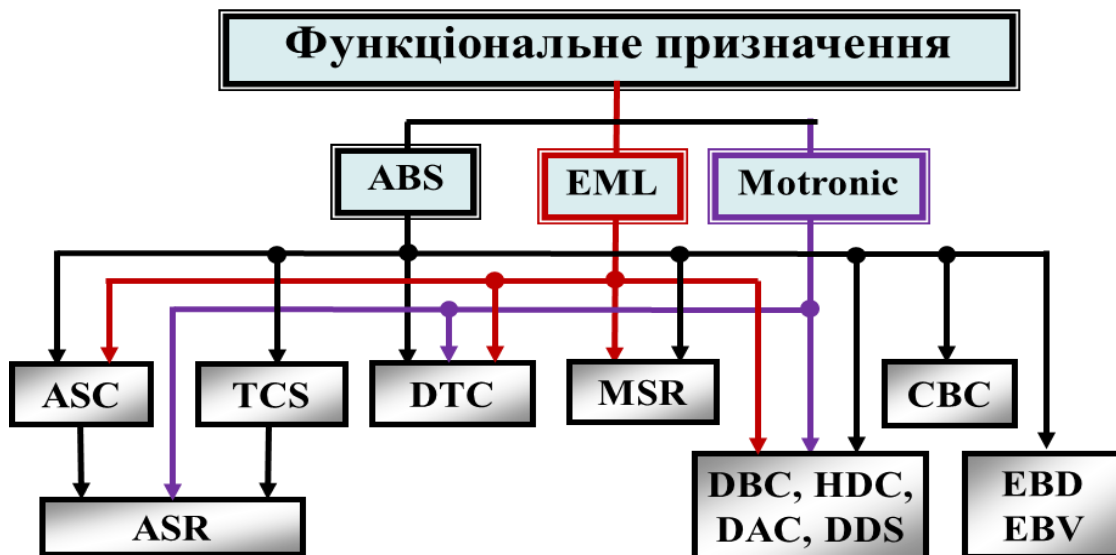 Функціональне призначення
ABS
EML
Motronic
ASC
TCS
DTC
MSR
CBC
ASR
DBC, HDC,
DAC, DDS
EBD
EBV